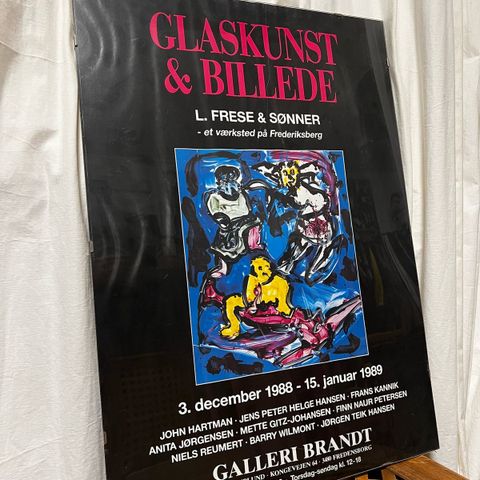 GLASKUNST
& BILLEDE
L. FRESE & SØNNER
- et værksted på Frederiksberg
3. december 1988 - 15. januar 1989
JOHN HARTMAN · JENS PETER HELGE HANSEN · FRANS KANNIK
ANITA JØRGENSEN · METTE GITZ-JOHANSEN · FINN NAUR PETERSEN
NIELS REUMERT · BARRY WILMONT · JØRGEN TEIK HANSEN
GALLERI BRANDT
KONGEVEJEN 64 · 3480 FREDENSBORG
Torsdag-søndag kl. 12-18